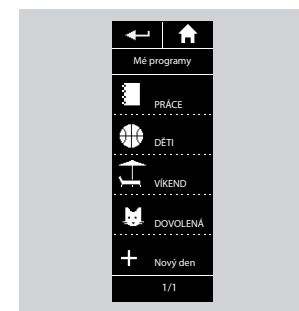 Mé programy
PRÁCE
DĚTI
VÍKEND
DOVOLENÁ
Nový den
1/1